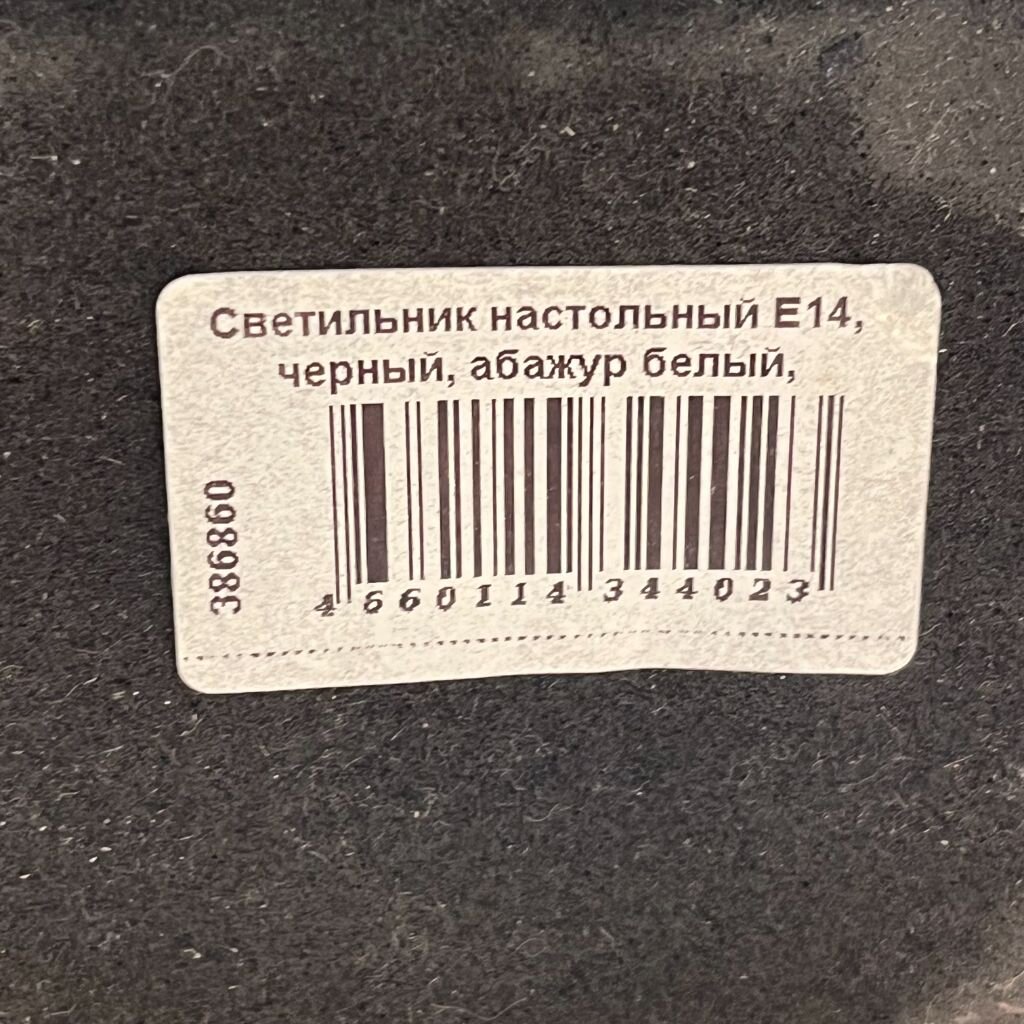 Светильник настольный E14,
черный, абажур белый,
386860
4 660114 344023